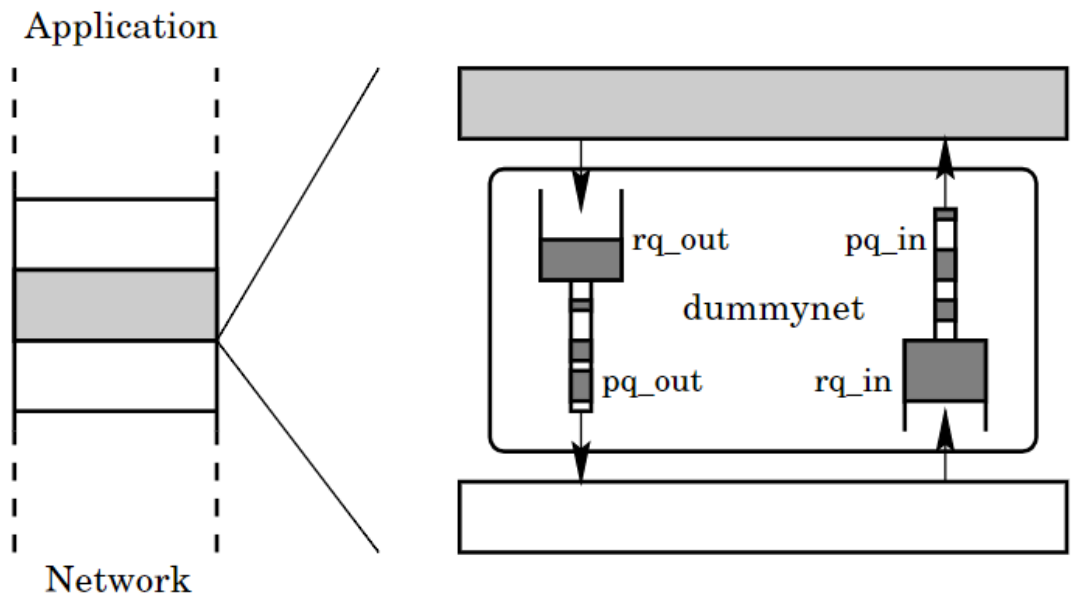 Application
rq_out
pq_in
dummynet
pq_out
rq_in
Network